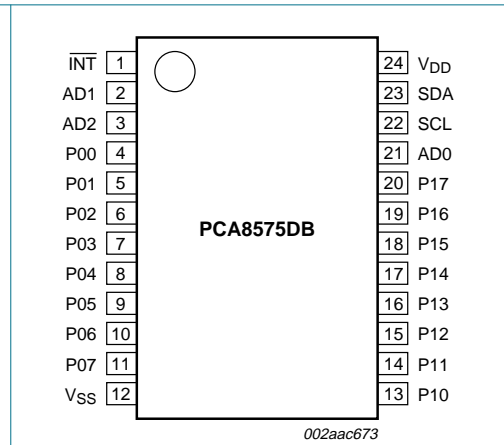 INT 1 24 VDD
AD1 2 23 SDA
AD2 3 22 SCL
P00 4 21 AD0
P01 5 20 P17
P02 6 19 P16
PCA8575DB
P03 7 18 P15
P04 8 17 P14
P05 9 16 P13
P06 10 15 P12
P07 11 14 P11
VSS 12 13 P10
002aac673